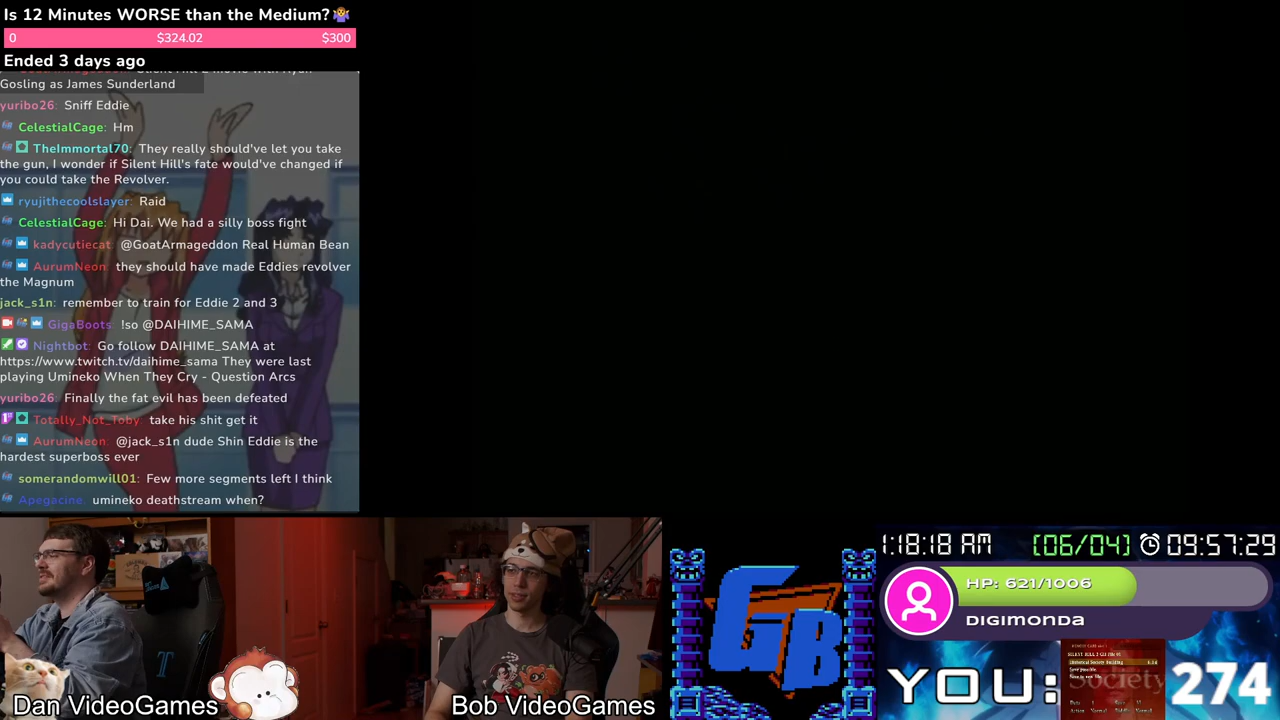 Is 12 Minutes WORSE than the Medium?🤷
0 $324.02 $300
Ended 3 days ago
Gosling as James Sunderland
yuribo26: Sniff Eddie
CelestialCage: Hm
TheImmortal70: They really should've let you take
the gun, I wonder if Silent Hill's fate would've changed if
you could take the Revolver.
ryujithecoolslayer: Raid
CelestialCage: Hi Dai. We had a silly boss fight
kadycutiecat: @GoatArmageddon Real Human Bean
AurumNeon: they should have made Eddies revolver
the Magnum
jack_s1n: remember to train for Eddie 2 and 3
GigaBoots: !so @DAIHIME_SAMA
Nightbot: Go follow DAIHIME_SAMA at
https://www.twitch.tv/daihime_sama They were last
playing Umineko When They Cry - Question Arcs
yuribo26: Finally the fat evil has been defeated
Totally_Not_Toby: take his shit get it
AurumNeon: @jack_s1n dude Shin Eddie is the
hardest superboss ever
somerandomwill01: Few more segments left I think
Apegacine: umineko deathstream when?
Dan VideoGames
Bob VideoGames
GB
1:18:18 AM [06/04] 09:57:29
HP: 621/1006
DIGIMONDA
YOU: 274
Society